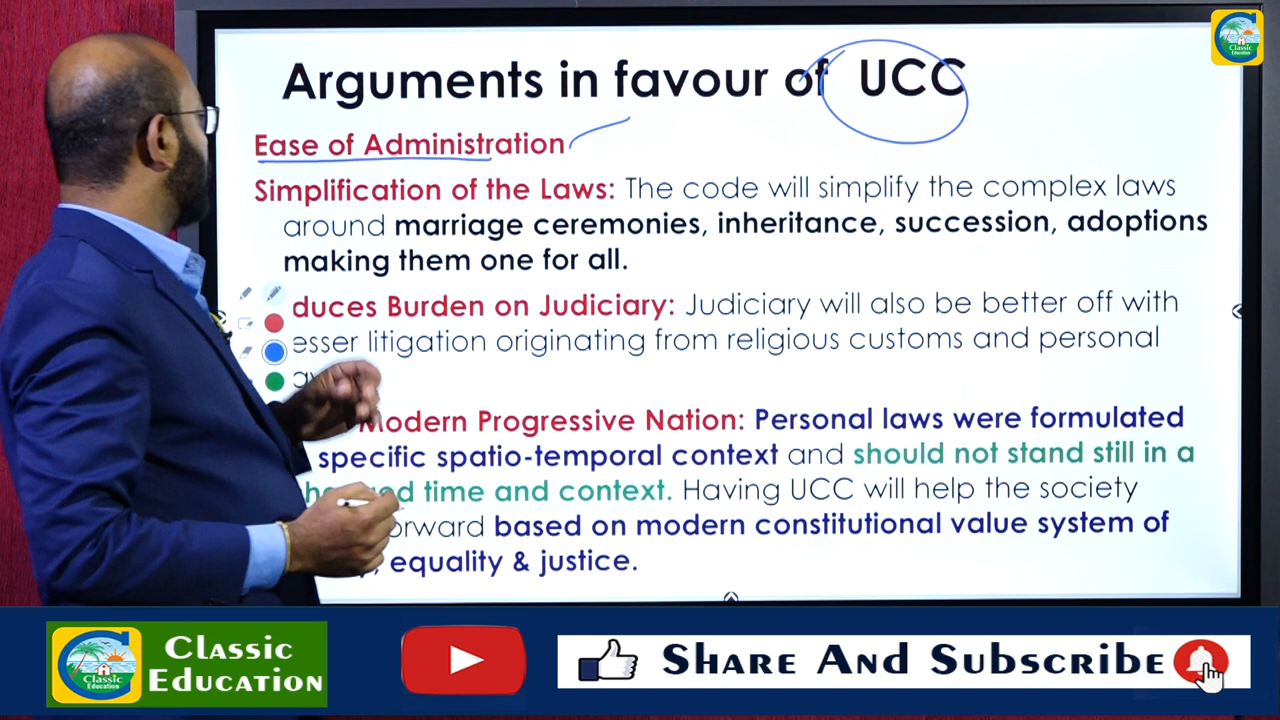 Classic
Education
Arguments in favour of UCC
Ease of Administration
Simplification of the Laws: The code will simplify the complex laws
around marriage ceremonies, inheritance, succession, adoptions
making them one for all.
duces Burden on Judiciary: Judiciary will also be better off with
esser litigation originating from religious customs and personal
Modern Progressive Nation: Personal laws were formulated
specific spatio-temporal context and should not stand still in a
time and context. Having UCC will help the society
orward based on modern constitutional value system of
equality & justice.
Classic
Education
Classic
Education
Share And Subscribe